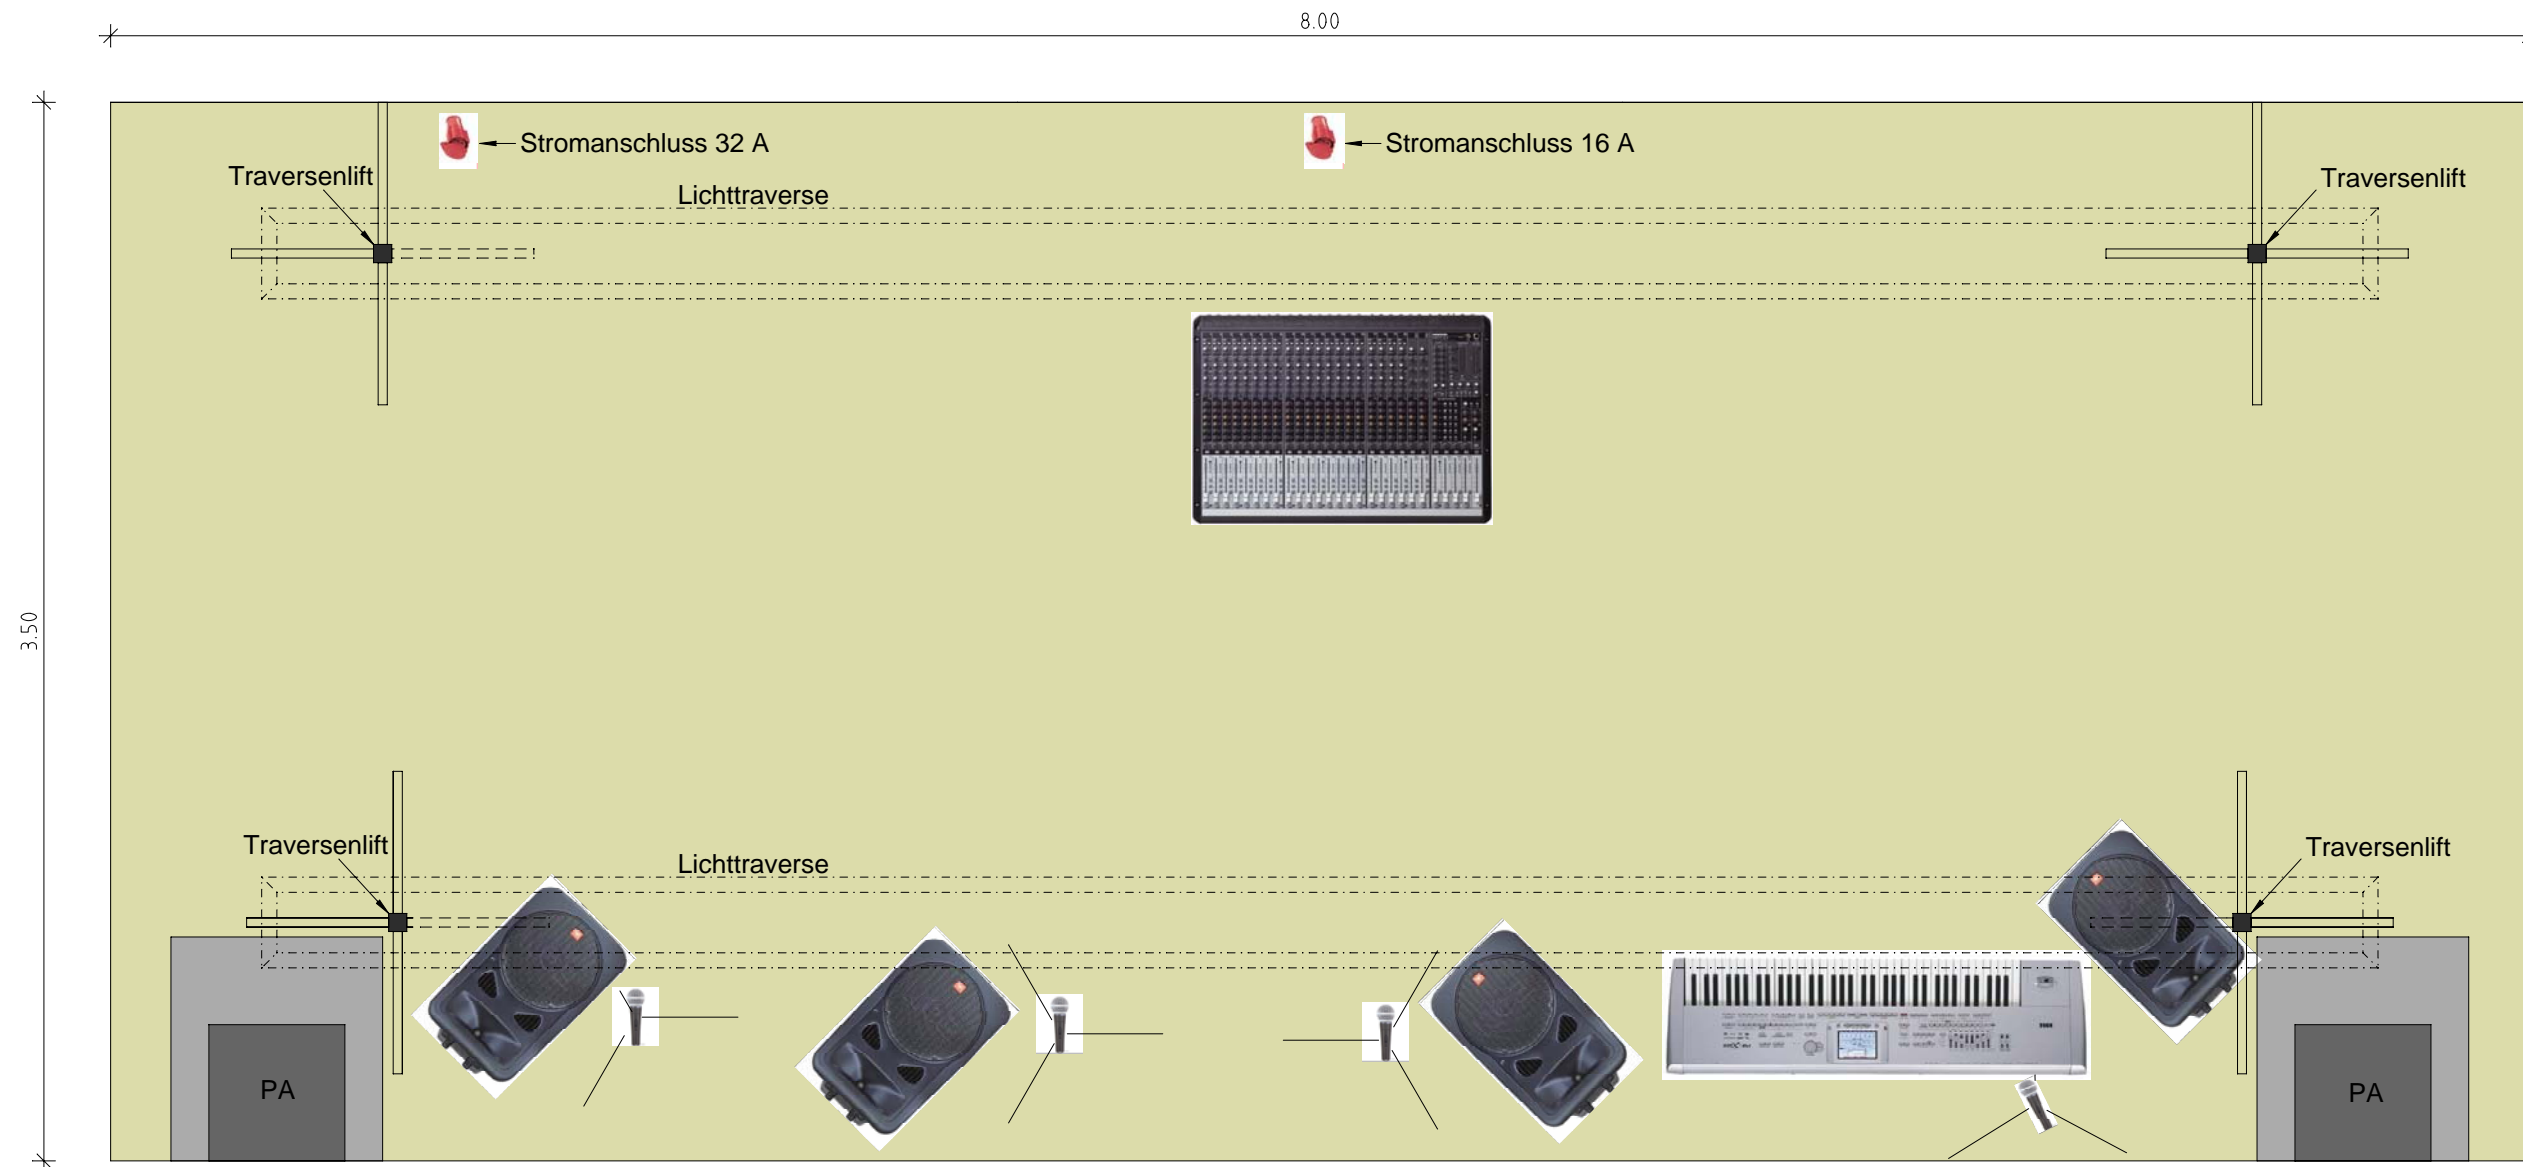 8.00
Stromanschluss 32 A
Stromanschluss 16 A
Traversenlift
Lichttraverse
Traversenlift
3.50
Traversenlift
Lichttraverse
Traversenlift
PA
PA